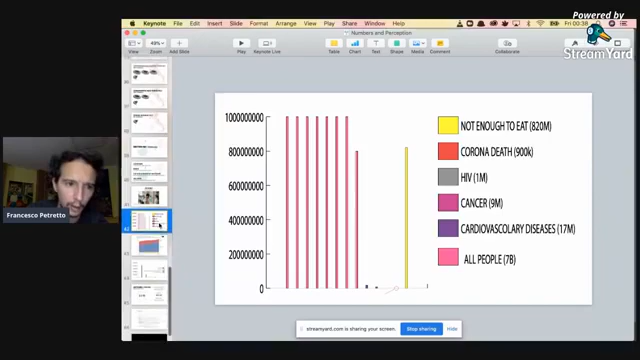 Powered by
StreamYard
Keynote File Edit Insert Slide Format Arrange View Play Share Window Help
Fri 00:38
Numbers and Perception
43%
View Zoom Add Slide Play Keynote Live Table Chart Text Shape Media Comment Collaborate
1000000000
800000000
600000000
400000000
200000000
0
NOT ENOUGH TO EAT (820M)
CORONA DEATH (900k)
HIV (1M)
CANCER (9M)
CARDIOVASCOLARY DISEASES (17M)
ALL PEOPLE (7B)
Francesco Petretto
streamyard.com is sharing your screen.
Stop sharing
Hide